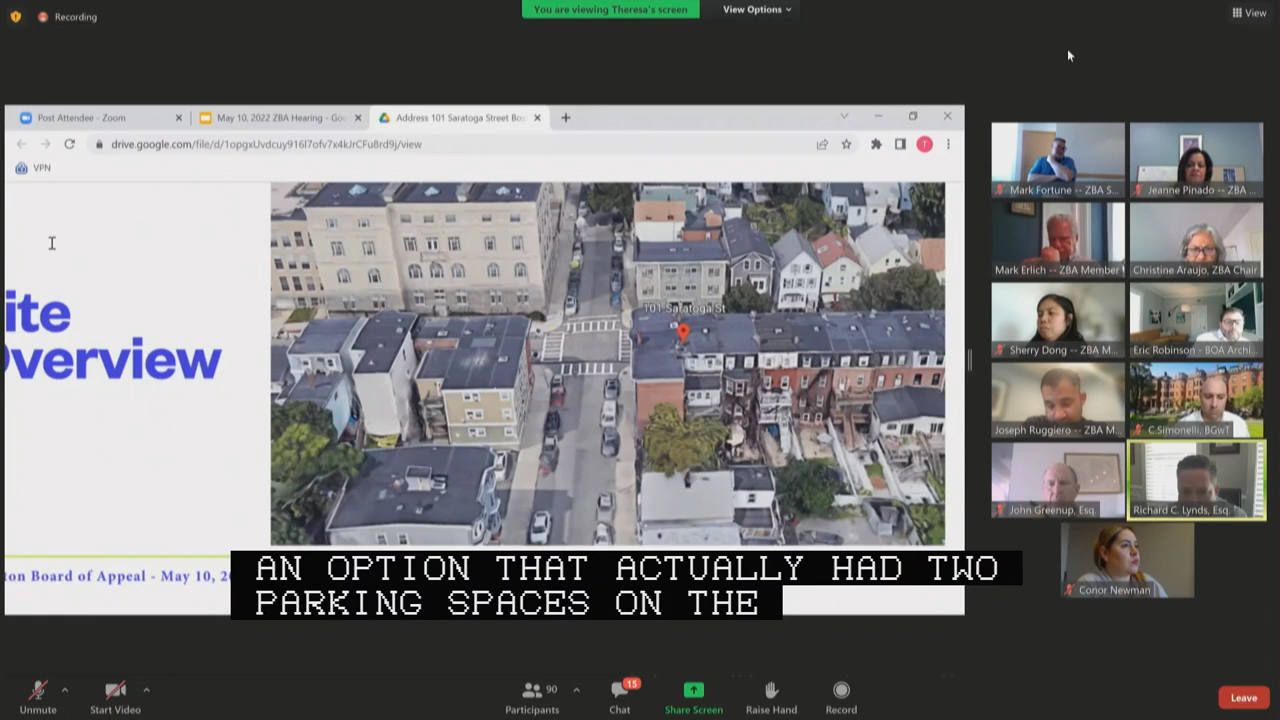 Recording
You are viewing Theresa's screen
View Options
View
Post Attendee - Zoom
May 10, 2022 ZBA Hearing - Goo
Address 101 Saratoga Street Bos
drive.google.com/file/d/1opgxUvdcuy916I7ofv7x4kJrCFu8rd9j/view
T
VPN
ite
Overview
101 Saratoga St
ton Board of Appeal - May 10, 20
AN OPTION THAT ACTUALLY HAD TWO
PARKING SPACES ON THE
Mark Fortune -- ZBA S...
Jeanne Pinado -- ZBA ...
Mark Erlich -- ZBA Member
Christine Araujo, ZBA Chair
Sherry Dong -- ZBA M...
Eric Robinson - BOA Archi...
Joseph Ruggiero -- ZBA M...
C.Simonelli, BGwT
John Greenup, Esq.
Richard C. Lynds, Esq.
Conor Newman
Unmute
Start Video
90
Participants
15
Chat
Share Screen
Raise Hand
Record
Leave